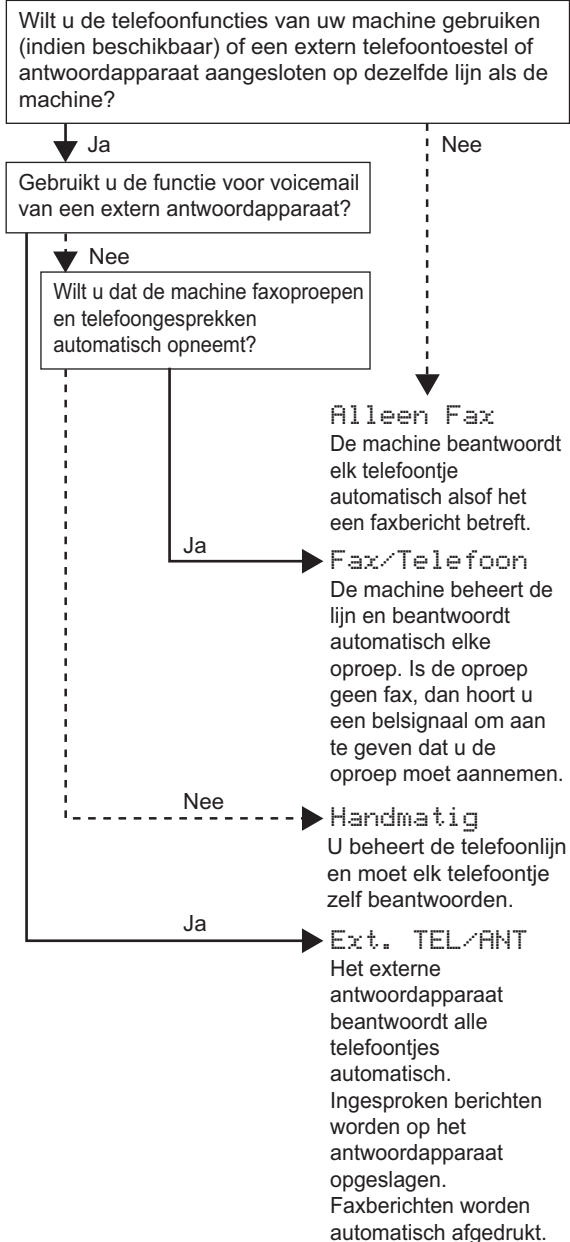 Wilt u de telefoonfuncties van uw machine gebruiken
(indien beschikbaar) of een extern telefoontoestel of
antwoordapparaat aangesloten op dezelfde lijn als de
machine?
Ja
Nee
Gebruikt u de functie voor voicemail
van een extern antwoordapparaat?
Nee
Wilt u dat de machine faxoproepen
en telefoongesprekken
automatisch opneemt?
Alleen Fax
De machine beantwoordt
elk telefoontje
automatisch alsof het
een faxbericht betreft.
Ja
Fax/Telefoon
De machine beheert de
lijn en beantwoordt
automatisch elke
oproep. Is de oproep
geen fax, dan hoort u
een belsignaal om aan
te geven dat u de
oproep moet aannemen.
Nee
Handmatig
U beheert de telefoonlijn
en moet elk telefoontje
zelf beantwoorden.
Ja
Ext. TEL/ANT
Het externe
antwoordapparaat
beantwoordt alle
telefoontjes
automatisch.
Ingesproken berichten
worden op het
antwoordapparaat
opgeslagen.
Faxberichten worden
automatisch afgedrukt.